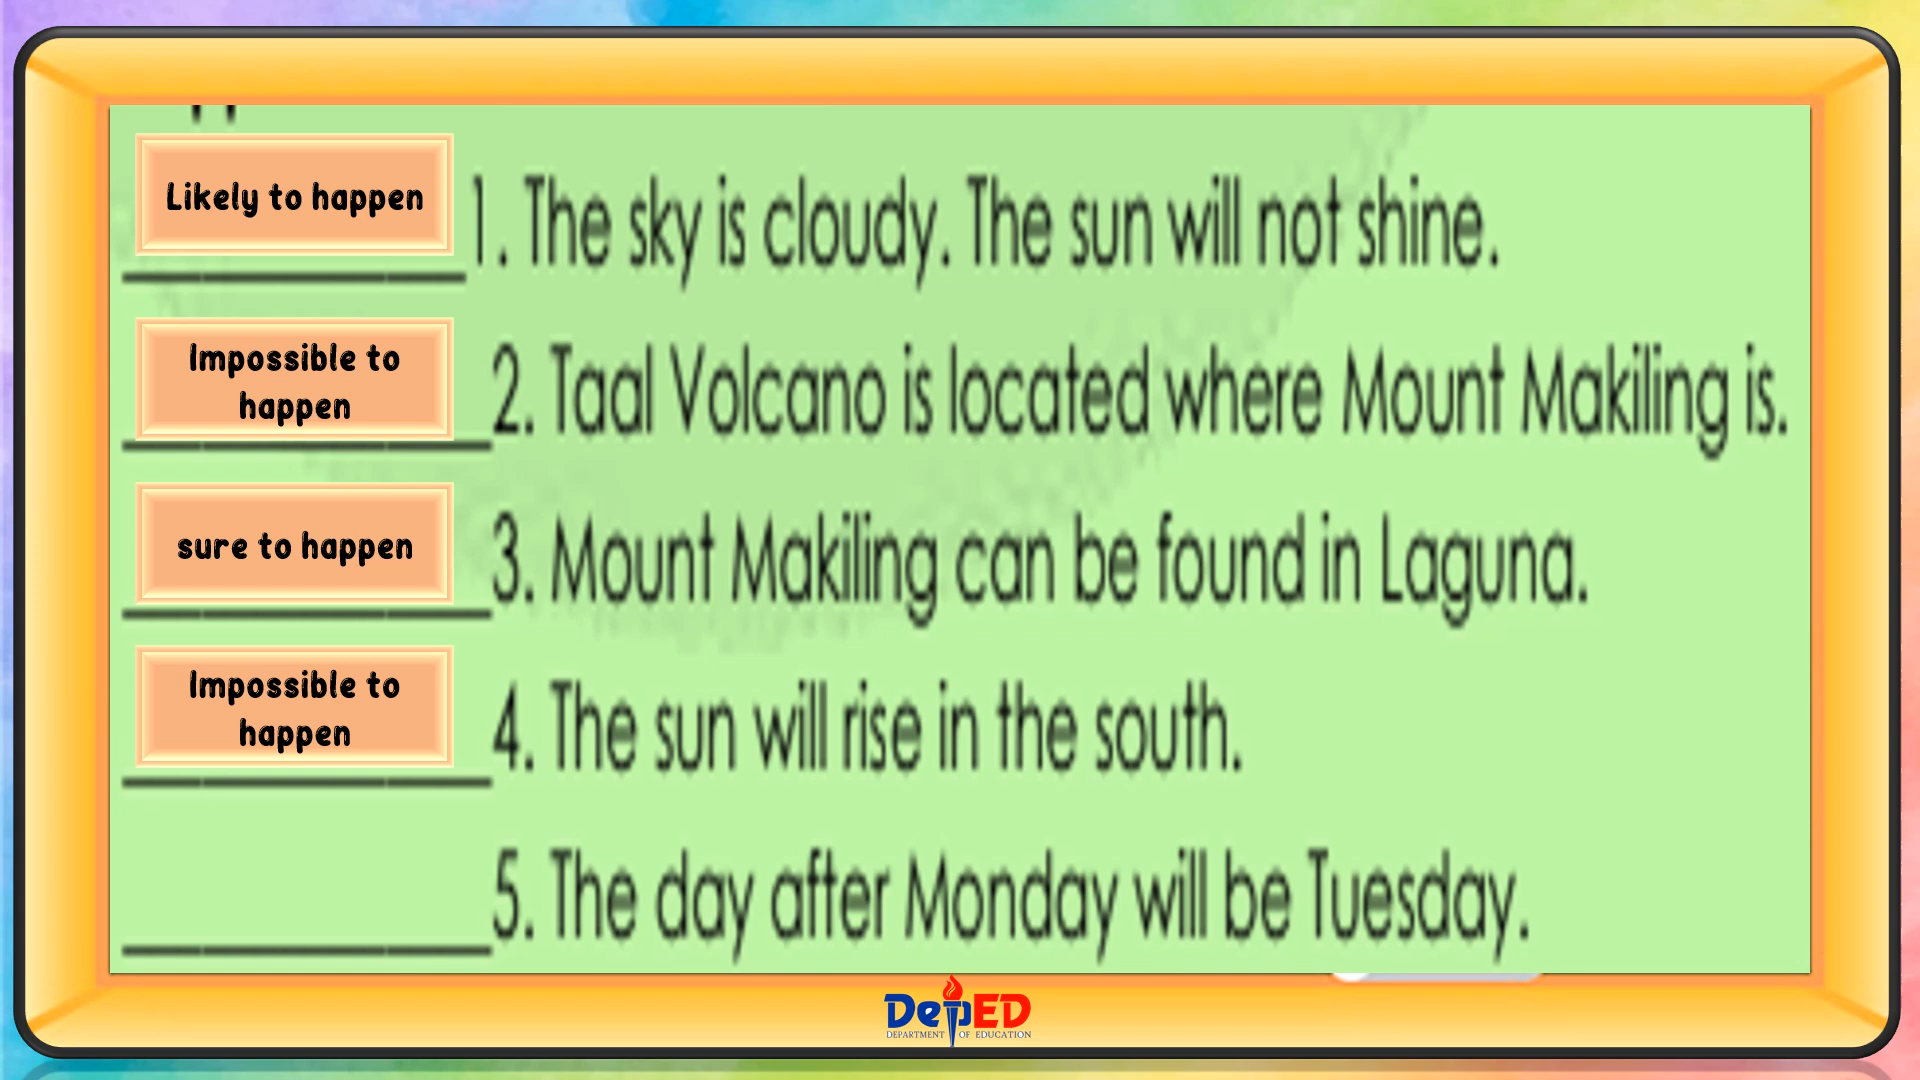 Likely to happen
1. The sky is cloudy. The sun will not shine.
Impossible to
happen
2. Taal Volcano is located where Mount Makiling is.
sure to happen
3. Mount Makiling can be found in Laguna.
Impossible to
happen
4. The sun will rise in the south.
5. The day after Monday will be Tuesday.
DepED
DEPARTMENT OF EDUCATION